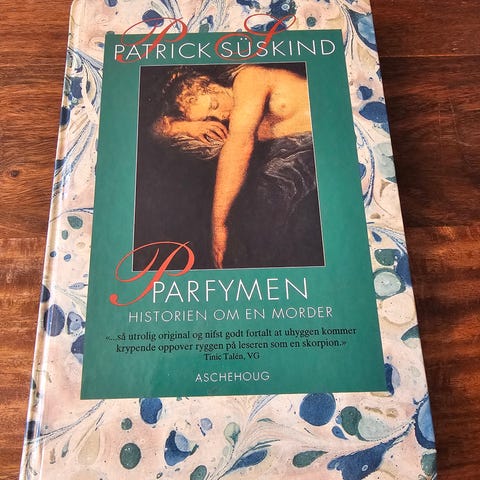 PATRICK SÜSKIND
PARFYMEN
HISTORIEN OM EN MORDER
«...så utrolig original og nifst godt fortalt at uhyggen kommer
krypende oppover ryggen på leseren som en skorpion.»
Tinic Talén, VG
ASCHEHOUG